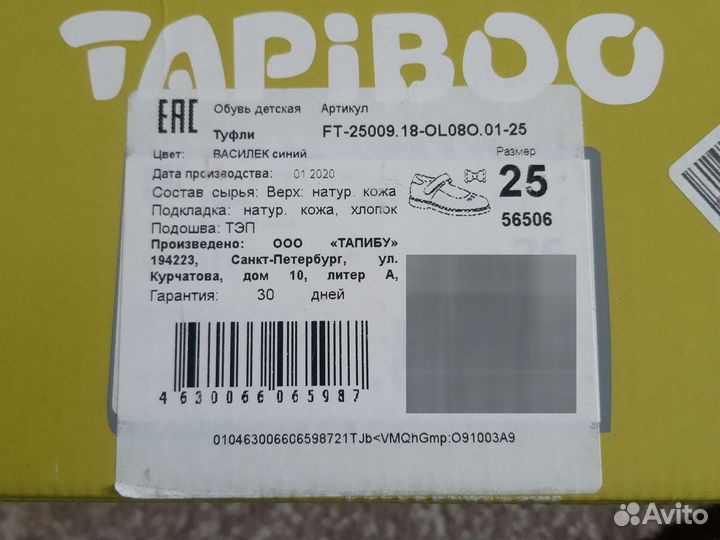 TAPiBOO
EAC
Обувь детская Артикул
Туфли FT-25009.18-OL08O.01-25
Цвет: ВАСИЛЕК синий Размер
Дата производства: 01 2020
25
Состав сырья: Верх: натур. кожа
Подкладка: натур. кожа, хлопок
56506
Подошва: ТЭП
Произведено: ООО «ТАПИБУ»
194223, Санкт-Петербург, ул.
Курчатова, дом 10, литер А,
Гарантия: 30 дней
4630066065987
010463006606598721TJb<VMQhGmp:O91003A9
Avito